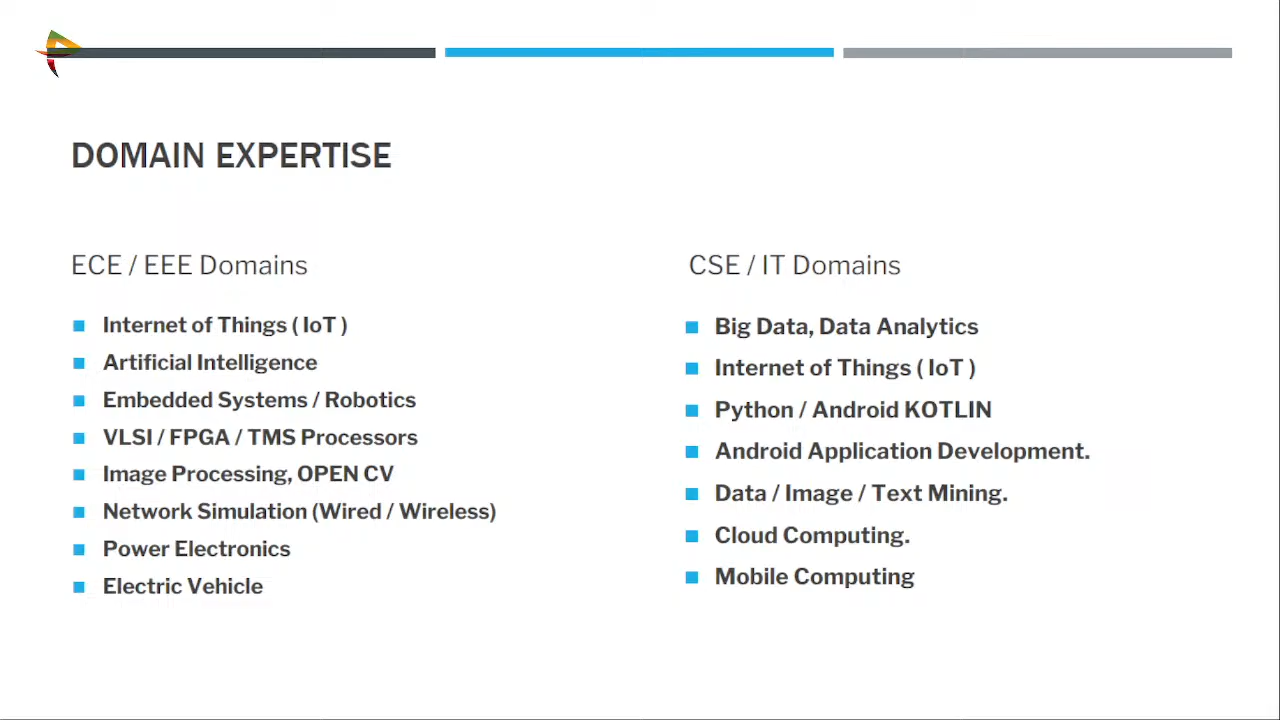 DOMAIN EXPERTISE
ECE / EEE Domains
Internet of Things ( IoT )
Artificial Intelligence
Embedded Systems / Robotics
VLSI / FPGA / TMS Processors
Image Processing, OPEN CV
Network Simulation (Wired / Wireless)
Power Electronics
Electric Vehicle
CSE / IT Domains
Big Data, Data Analytics
Internet of Things ( IoT )
Python / Android KOTLIN
Android Application Development.
Data / Image / Text Mining.
Cloud Computing.
Mobile Computing